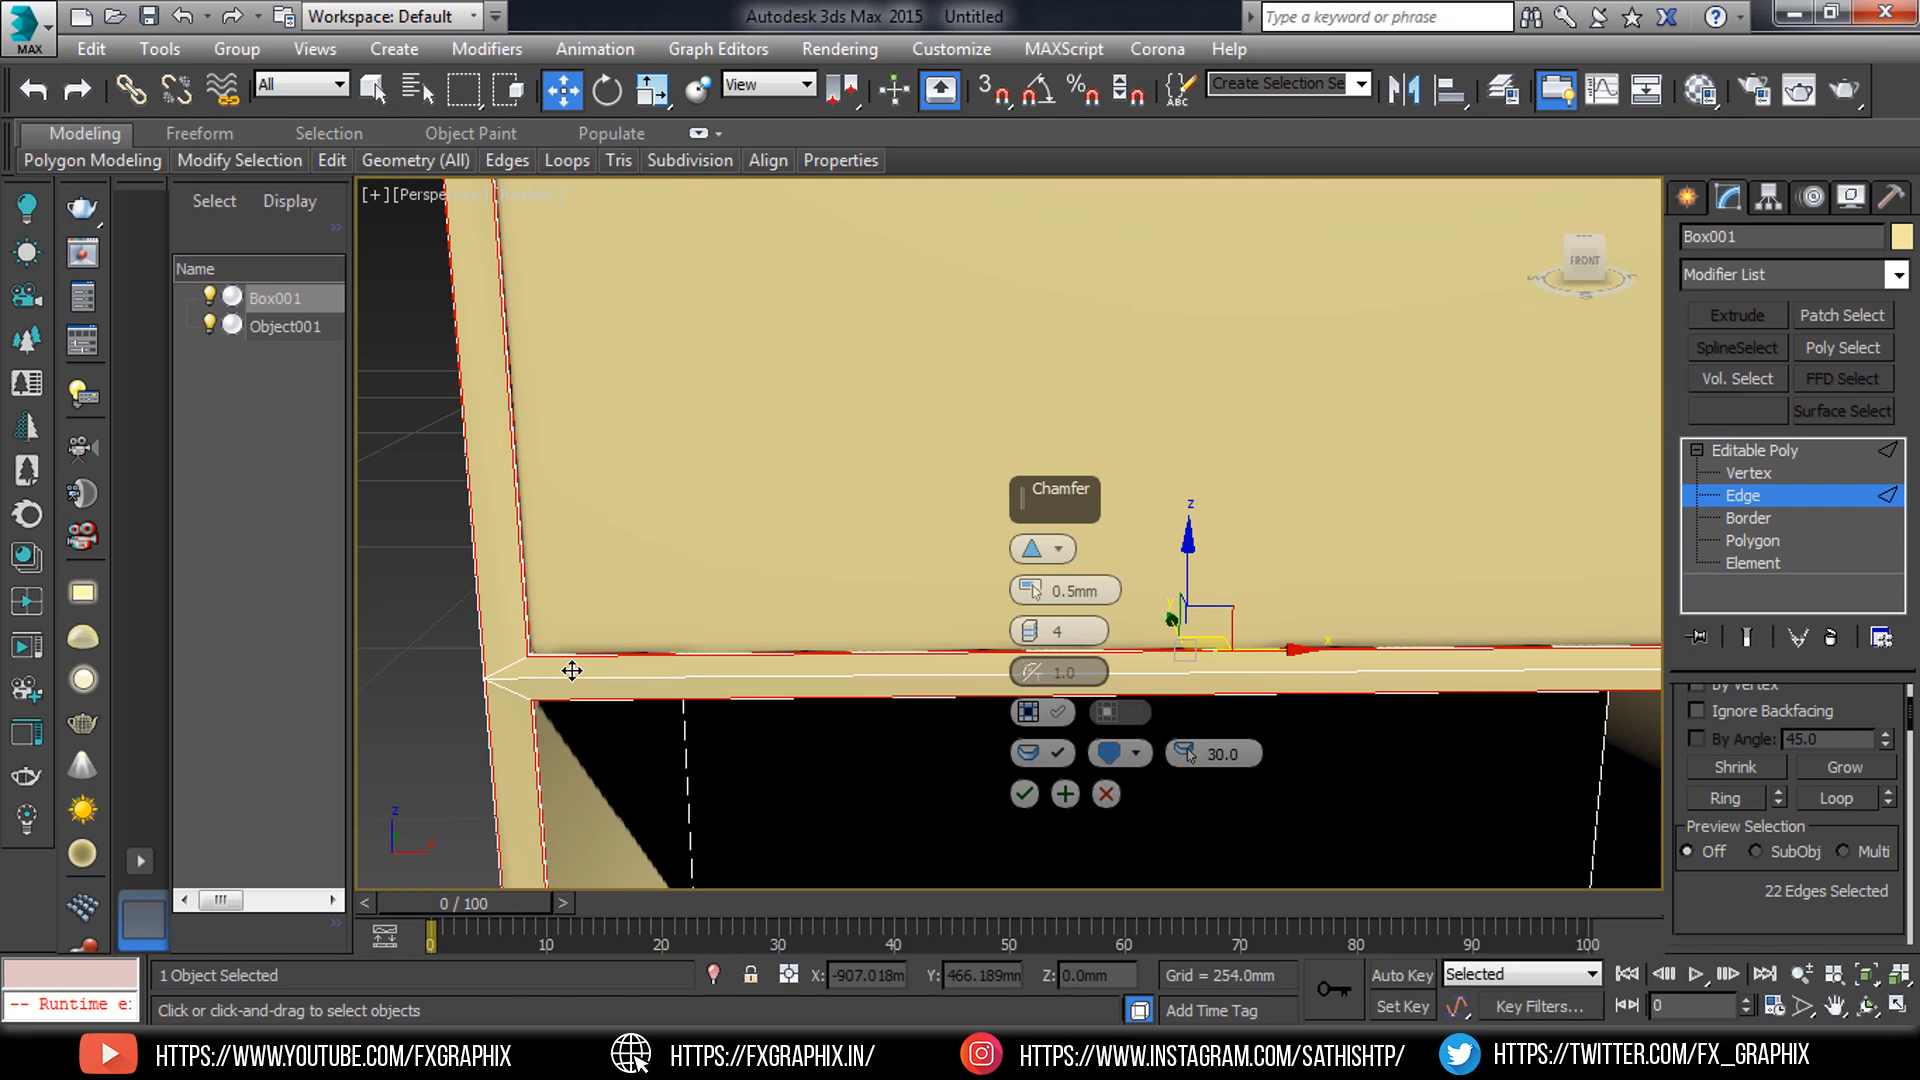 MAX
Workspace: Default
Autodesk 3ds Max 2015 Untitled
Type a keyword or phrase
Edit Tools Group Views Create Modifiers Animation Graph Editors Rendering Customize MAXScript Corona Help
All
View
3
ABC
Create Selection Se
Modeling Freeform Selection Object Paint Populate
Polygon Modeling Modify Selection Edit Geometry (All) Edges Loops Tris Subdivision Align Properties
Select Display
Name
Box001
Object001
[+][Perspe
FRONT
Chamfer
0.5mm
4
1.0
30.0
z
y
x
z
x
Box001
Modifier List
Extrude Patch Select
SplineSelect Poly Select
Vol. Select FFD Select
Surface Select
Editable Poly
Vertex
Edge
Border
Polygon
Element
By Vertex
Ignore Backfacing
By Angle: 45.0
Shrink Grow
Ring Loop
Preview Selection
Off SubObj Multi
22 Edges Selected
< 0 / 100 >
0 10 20 30 40 50 60 70 80 90 100
1 Object Selected
X: -907.018m Y: 466.189mm Z: 0.0mm Grid = 254.0mm
Auto Key Selected
-- Runtime e:
Click or click-and-drag to select objects
Add Time Tag
Set Key Key Filters... 0
HTTPS://WWW.YOUTUBE.COM/FXGRAPHIX HTTPS://FXGRAPHIX.IN/ HTTPS://WWW.INSTAGRAM.COM/SATHISHTP/ HTTPS://TWITTER.COM/FX_GRAPHIX